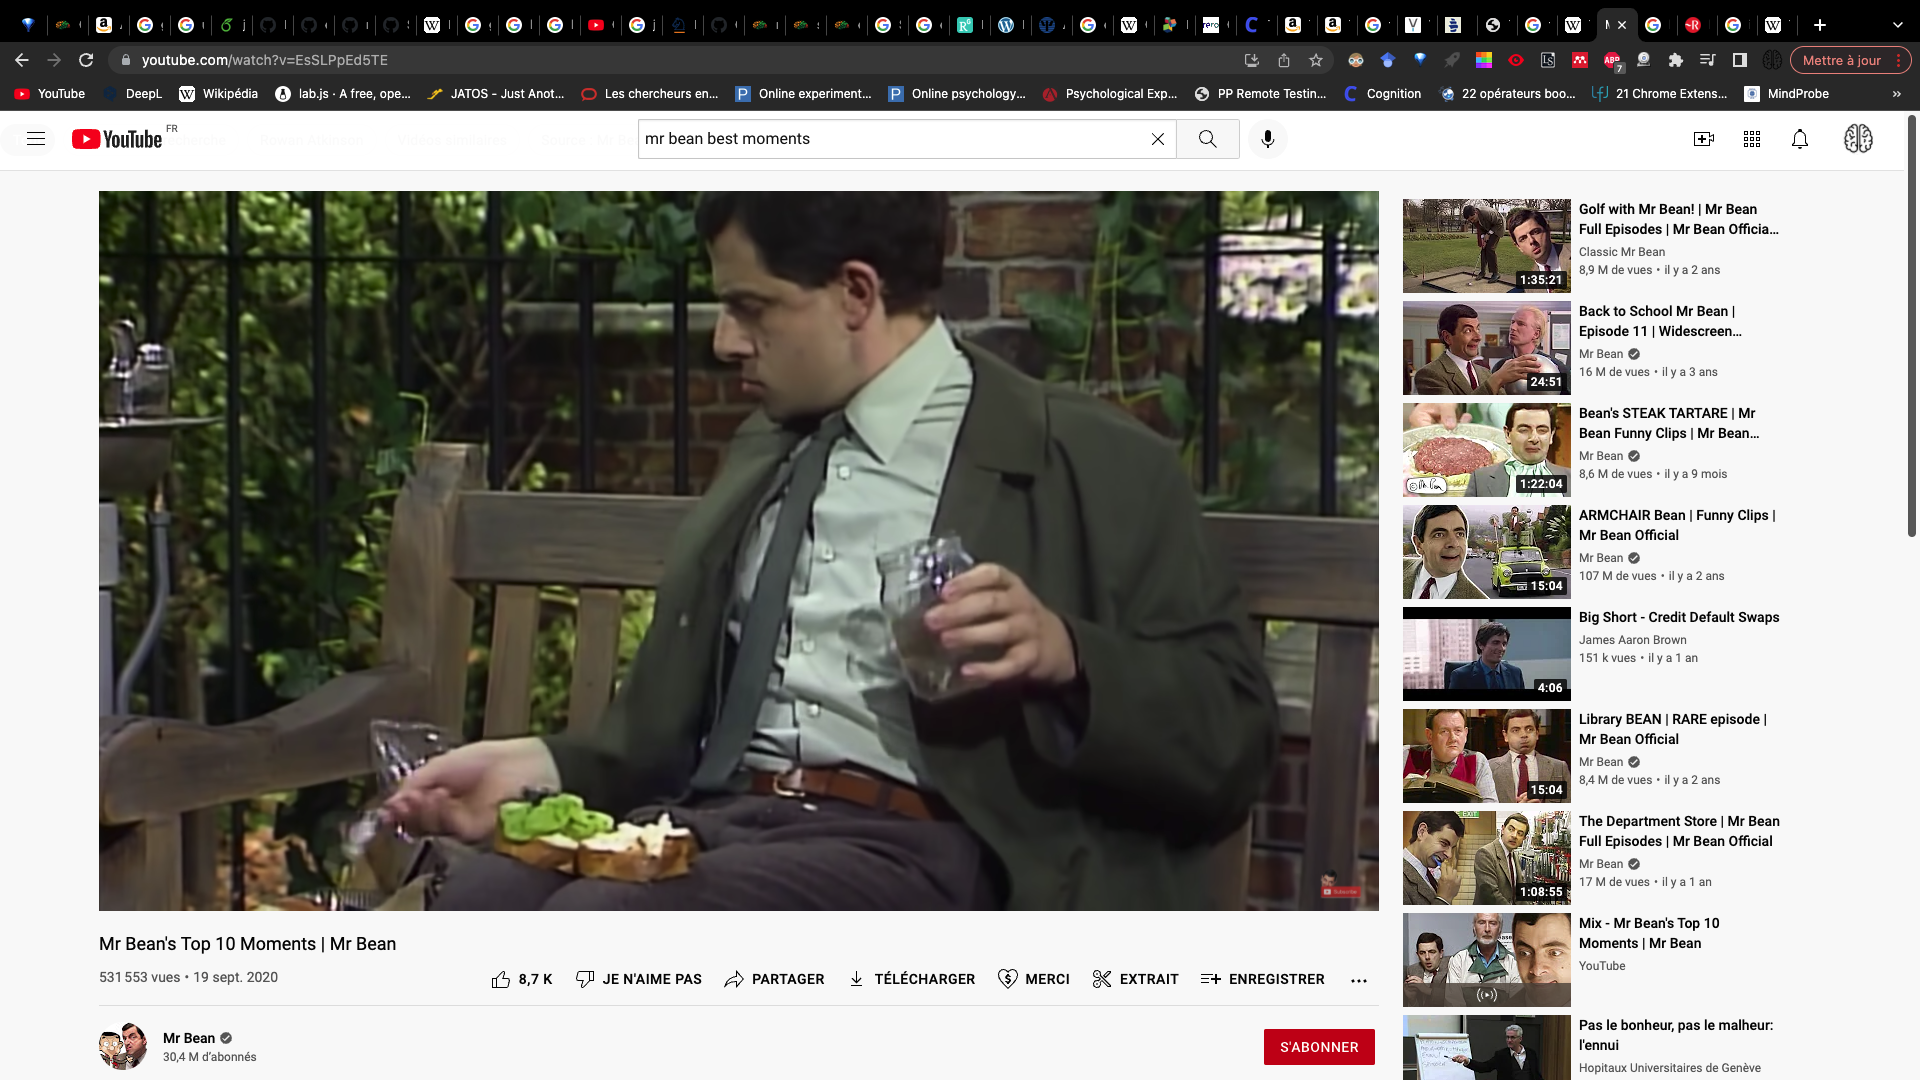 youtube.com/watch?v=EsSLPpEd5TE
Mettre à jour
YouTube
DeepL
Wikipédia
lab.js · A free, ope...
JATOS - Just Anot...
Les chercheurs en...
Online experiment...
Online psychology...
Psychological Exp...
PP Remote Testin...
Cognition
22 opérateurs boo...
21 Chrome Extens...
MindProbe
»
YouTube FR
mr bean best moments
Mr Bean's Top 10 Moments | Mr Bean
531 553 vues • 19 sept. 2020
8,7 K
JE N'AIME PAS
PARTAGER
TÉLÉCHARGER
MERCI
EXTRAIT
ENREGISTRER
Mr Bean
30,4 M d'abonnés
S'ABONNER
Golf with Mr Bean! | Mr Bean
Full Episodes | Mr Bean Officia...
Classic Mr Bean
8,9 M de vues • il y a 2 ans
1:35:21
Back to School Mr Bean |
Episode 11 | Widescreen...
Mr Bean
16 M de vues • il y a 3 ans
24:51
Bean's STEAK TARTARE | Mr
Bean Funny Clips | Mr Bean...
Mr Bean
8,6 M de vues • il y a 9 mois
1:22:04
ARMCHAIR Bean | Funny Clips |
Mr Bean Official
Mr Bean
107 M de vues • il y a 2 ans
15:04
Big Short - Credit Default Swaps
James Aaron Brown
151 k vues • il y a 1 an
4:06
Library BEAN | RARE episode |
Mr Bean Official
Mr Bean
8,4 M de vues • il y a 2 ans
15:04
The Department Store | Mr Bean
Full Episodes | Mr Bean Official
Mr Bean
17 M de vues • il y a 1 an
1:08:55
Mix - Mr Bean's Top 10
Moments | Mr Bean
YouTube
Pas le bonheur, pas le malheur:
l'ennui
Hopitaux Universitaires de Genève